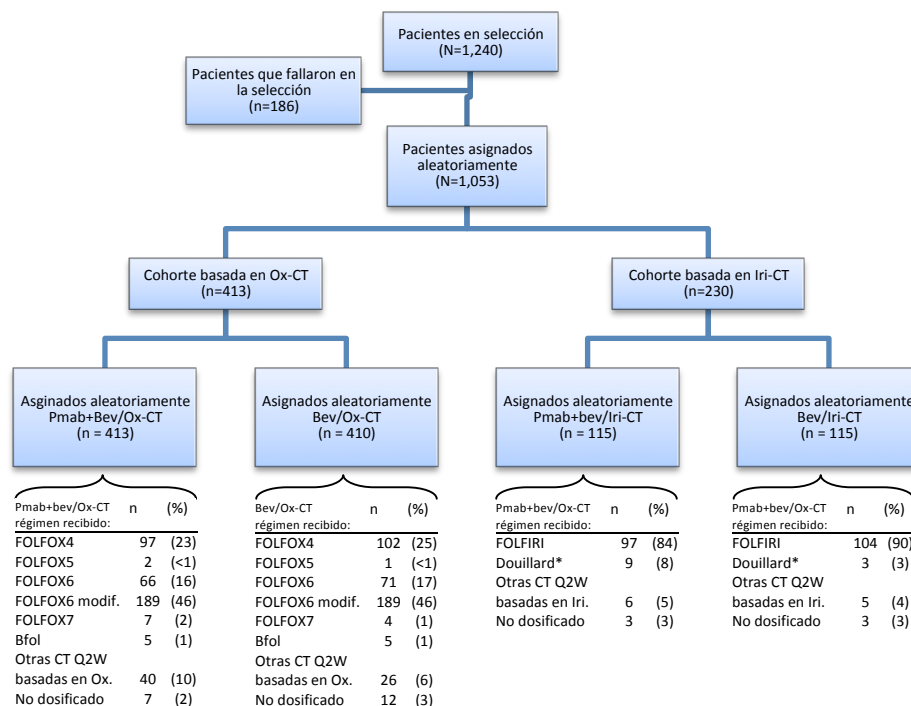 Pacientes en selección
(N=1,240)
Pacientes que fallaron en
la selección
(n=186)
Pacientes asignados
aleatoriamente
(N=1,053)
Cohorte basada en Ox-CT
(n=413)
Cohorte basada en Iri-CT
(n=230)
Asginados aleatoriamente
Pmab+Bev/Ox-CT
(n = 413)
Asignados aleatoriamente
Bev/Ox-CT
(n = 410)
Asignados aleatoriamente
Pmab+bev/Iri-CT
(n = 115)
Asignados aleatoriamente
Bev/Iri-CT
(n = 115)
Pmab+bev/Ox-CT n (%)
régimen recibido:
FOLFOX4 97 (23)
FOLFOX5 2 (<1)
FOLFOX6 66 (16)
FOLFOX6 modif. 189 (46)
FOLFOX7 7 (2)
Bfol 5 (1)
Otras CT Q2W
basadas en Ox. 40 (10)
No dosificado 7 (2)
Bev/Ox-CT n (%)
régimen recibido:
FOLFOX4 102 (25)
FOLFOX5 1 (<1)
FOLFOX6 71 (17)
FOLFOX6 modif. 189 (46)
FOLFOX7 4 (1)
Bfol 5 (1)
Otras CT Q2W
basadas en Ox. 26 (6)
No dosificado 12 (3)
Pmab+bev/Ox-CT n (%)
régimen recibido:
FOLFIRI 97 (84)
Douillard* 9 (8)
Otras CT Q2W
basadas en Iri. 6 (5)
No dosificado 3 (3)
Pmab+bev/Ox-CT n (%)
régimen recibido:
FOLFIRI 104 (90)
Douillard* 3 (3)
Otras CT Q2W
basadas en Iri. 5 (4)
No dosificado 3 (3)